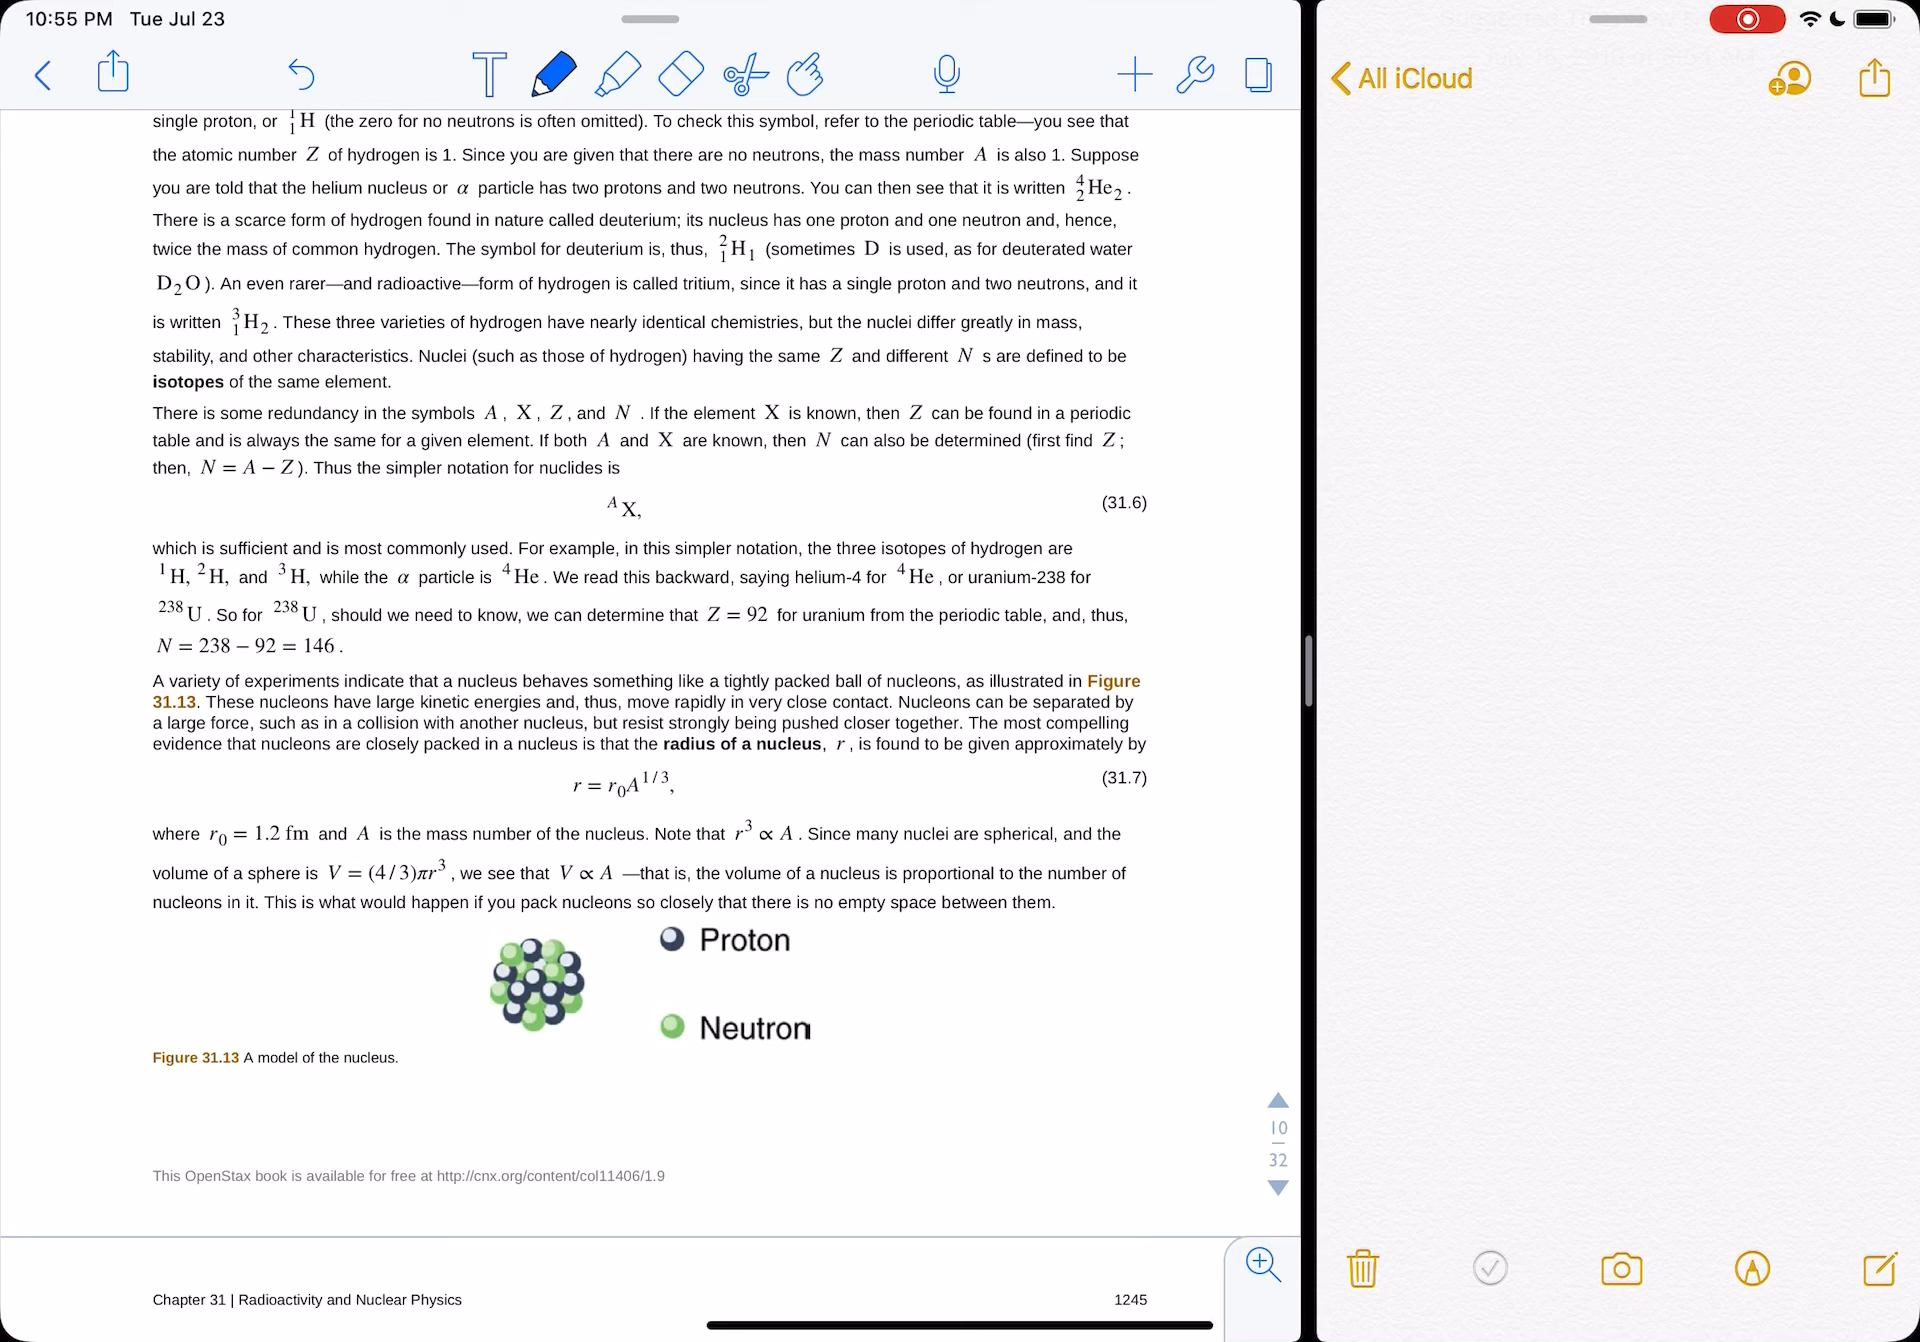 10:55 PM Tue Jul 23
All iCloud
single proton, or ¹₁H (the zero for no neutrons is often omitted). To check this symbol, refer to the periodic table—you see that
the atomic number Z of hydrogen is 1. Since you are given that there are no neutrons, the mass number A is also 1. Suppose
you are told that the helium nucleus or α particle has two protons and two neutrons. You can then see that it is written ⁴₂He₂.
There is a scarce form of hydrogen found in nature called deuterium; its nucleus has one proton and one neutron and, hence,
twice the mass of common hydrogen. The symbol for deuterium is, thus, ²₁H₁ (sometimes D is used, as for deuterated water
D₂O). An even rarer—and radioactive—form of hydrogen is called tritium, since it has a single proton and two neutrons, and it
is written ³₁H₂. These three varieties of hydrogen have nearly identical chemistries, but the nuclei differ greatly in mass,
stability, and other characteristics. Nuclei (such as those of hydrogen) having the same Z and different N s are defined to be
isotopes of the same element.
There is some redundancy in the symbols A, X, Z, and N. If the element X is known, then Z can be found in a periodic
table and is always the same for a given element. If both A and X are known, then N can also be determined (first find Z;
then, N = A − Z). Thus the simpler notation for nuclides is
ᴬX, (31.6)
which is sufficient and is most commonly used. For example, in this simpler notation, the three isotopes of hydrogen are
¹H, ²H, and ³H, while the α particle is ⁴He. We read this backward, saying helium-4 for ⁴He, or uranium-238 for
²³⁸U. So for ²³⁸U, should we need to know, we can determine that Z = 92 for uranium from the periodic table, and, thus,
N = 238 − 92 = 146.
A variety of experiments indicate that a nucleus behaves something like a tightly packed ball of nucleons, as illustrated in Figure
31.13. These nucleons have large kinetic energies and, thus, move rapidly in very close contact. Nucleons can be separated by
a large force, such as in a collision with another nucleus, but resist strongly being pushed closer together. The most compelling
evidence that nucleons are closely packed in a nucleus is that the radius of a nucleus, r, is found to be given approximately by
r = r₀A^1/3, (31.7)
where r₀ = 1.2 fm and A is the mass number of the nucleus. Note that r³ ∝ A. Since many nuclei are spherical, and the
volume of a sphere is V = (4/3)πr³, we see that V ∝ A —that is, the volume of a nucleus is proportional to the number of
nucleons in it. This is what would happen if you pack nucleons so closely that there is no empty space between them.
Proton
Neutron
Figure 31.13 A model of the nucleus.
10
32
This OpenStax book is available for free at http://cnx.org/content/col11406/1.9
Chapter 31 | Radioactivity and Nuclear Physics 1245